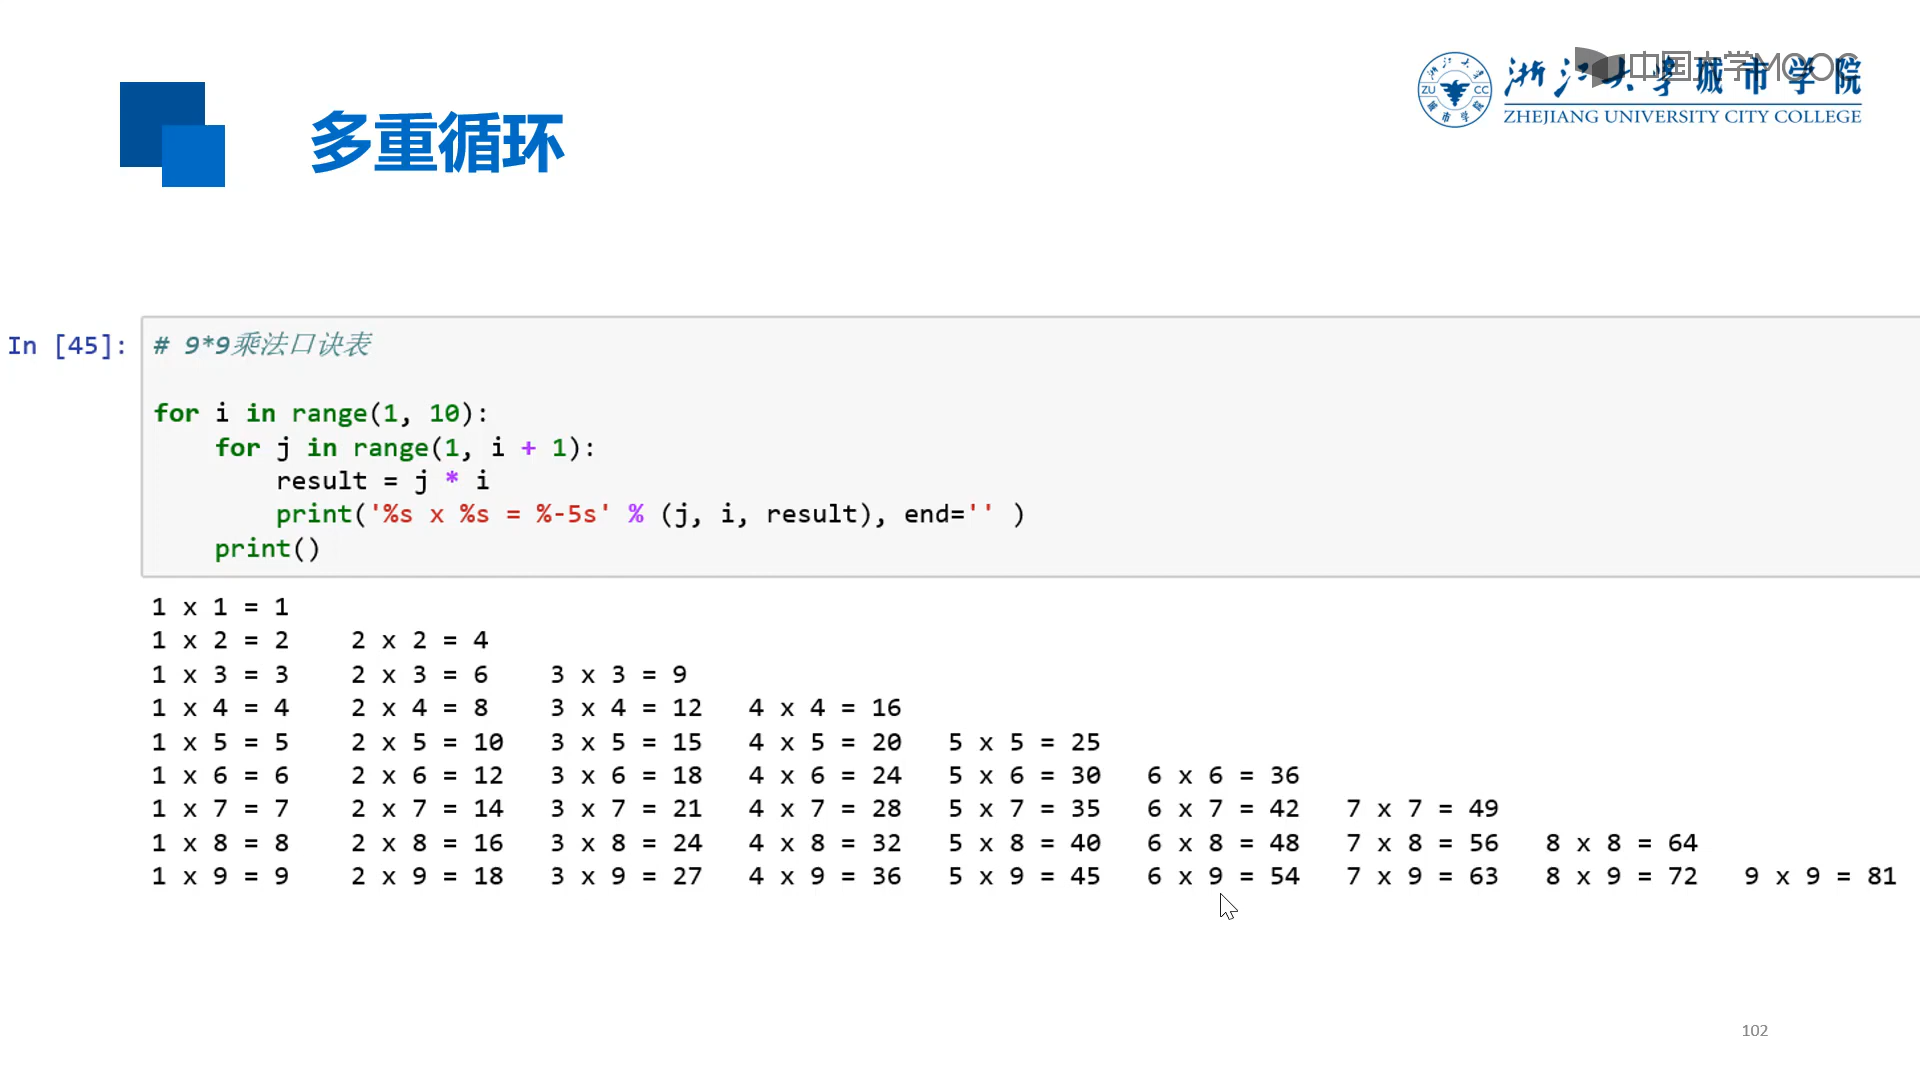 中国大学MOOC
浙江大学城市学院
ZHEJIANG UNIVERSITY CITY COLLEGE
ZU CC
多重循环
In [45]:
# 9*9乘法口诀表
for i in range(1, 10):
    for j in range(1, i + 1):
        result = j * i
        print('%s x %s = %-5s' % (j, i, result), end='' )
    print()
1 x 1 = 1
1 x 2 = 2    2 x 2 = 4
1 x 3 = 3    2 x 3 = 6    3 x 3 = 9
1 x 4 = 4    2 x 4 = 8    3 x 4 = 12   4 x 4 = 16
1 x 5 = 5    2 x 5 = 10   3 x 5 = 15   4 x 5 = 20   5 x 5 = 25
1 x 6 = 6    2 x 6 = 12   3 x 6 = 18   4 x 6 = 24   5 x 6 = 30   6 x 6 = 36
1 x 7 = 7    2 x 7 = 14   3 x 7 = 21   4 x 7 = 28   5 x 7 = 35   6 x 7 = 42   7 x 7 = 49
1 x 8 = 8    2 x 8 = 16   3 x 8 = 24   4 x 8 = 32   5 x 8 = 40   6 x 8 = 48   7 x 8 = 56   8 x 8 = 64
1 x 9 = 9    2 x 9 = 18   3 x 9 = 27   4 x 9 = 36   5 x 9 = 45   6 x 9 = 54   7 x 9 = 63   8 x 9 = 72   9 x 9 = 81
102